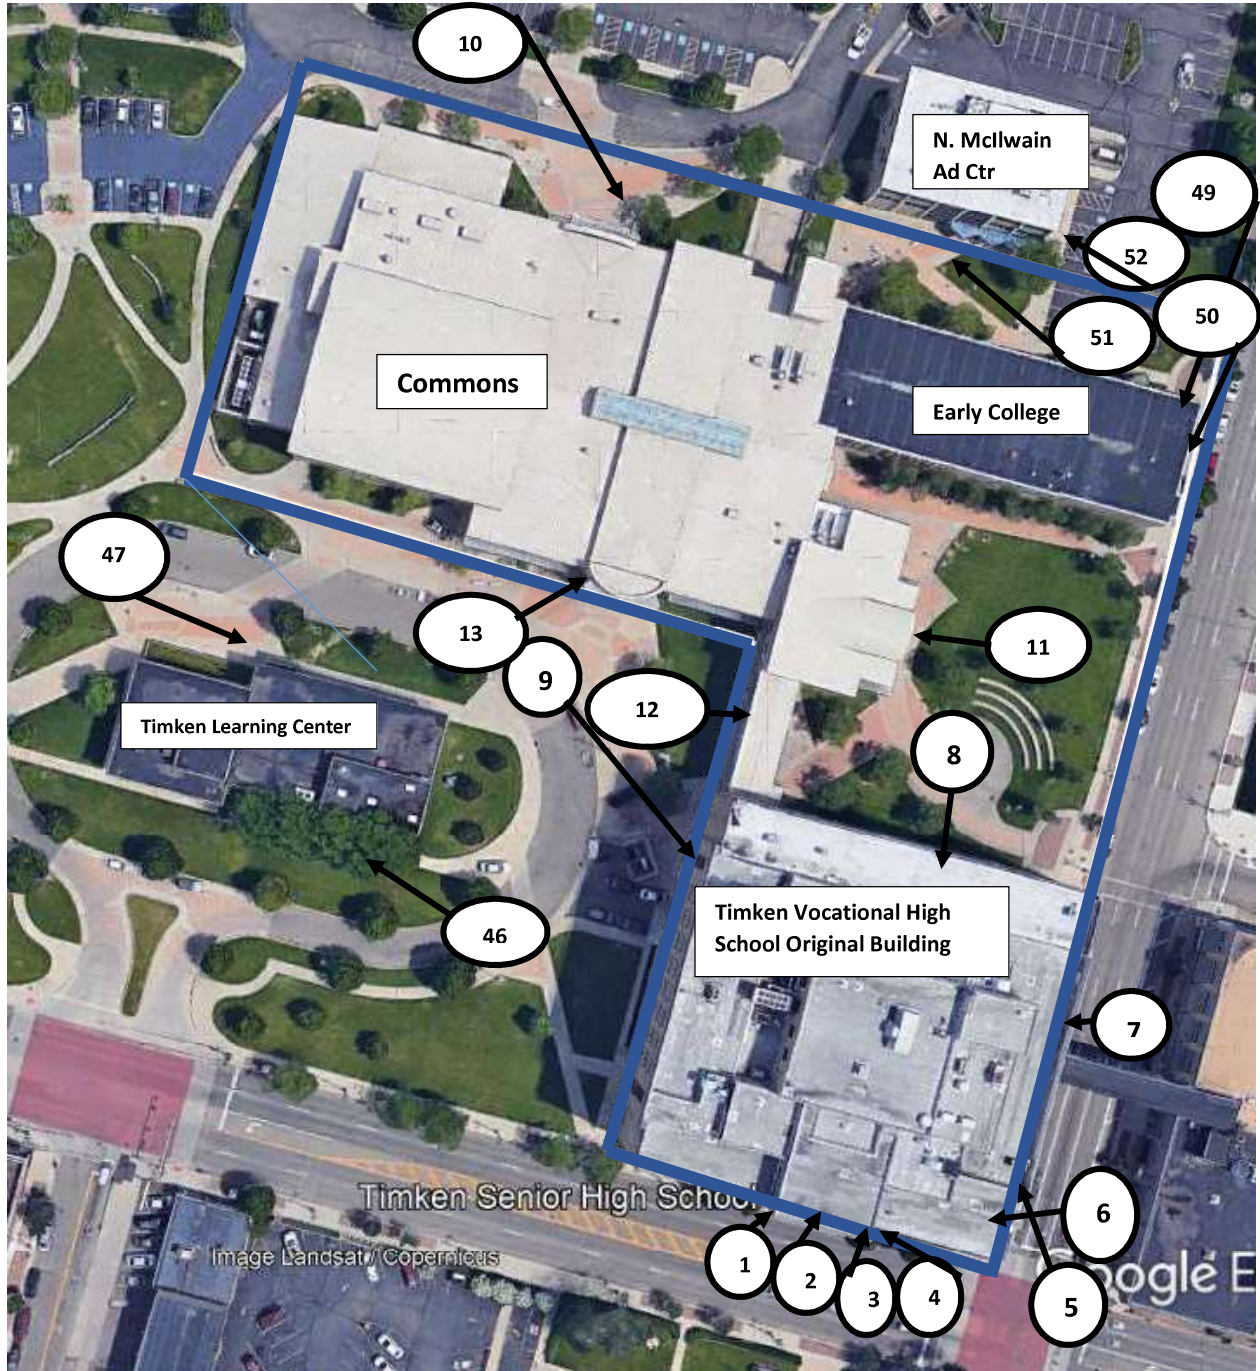 10
N. McIlwain
Ad Ctr
49
52
50
51
Commons
Early College
47
13
9
12
11
Timken Learning Center
8
46
Timken Vocational High
School Original Building
7
Timken Senior High School
Image Landsat / Copernicus
Google E
1
2
3
4
5
6